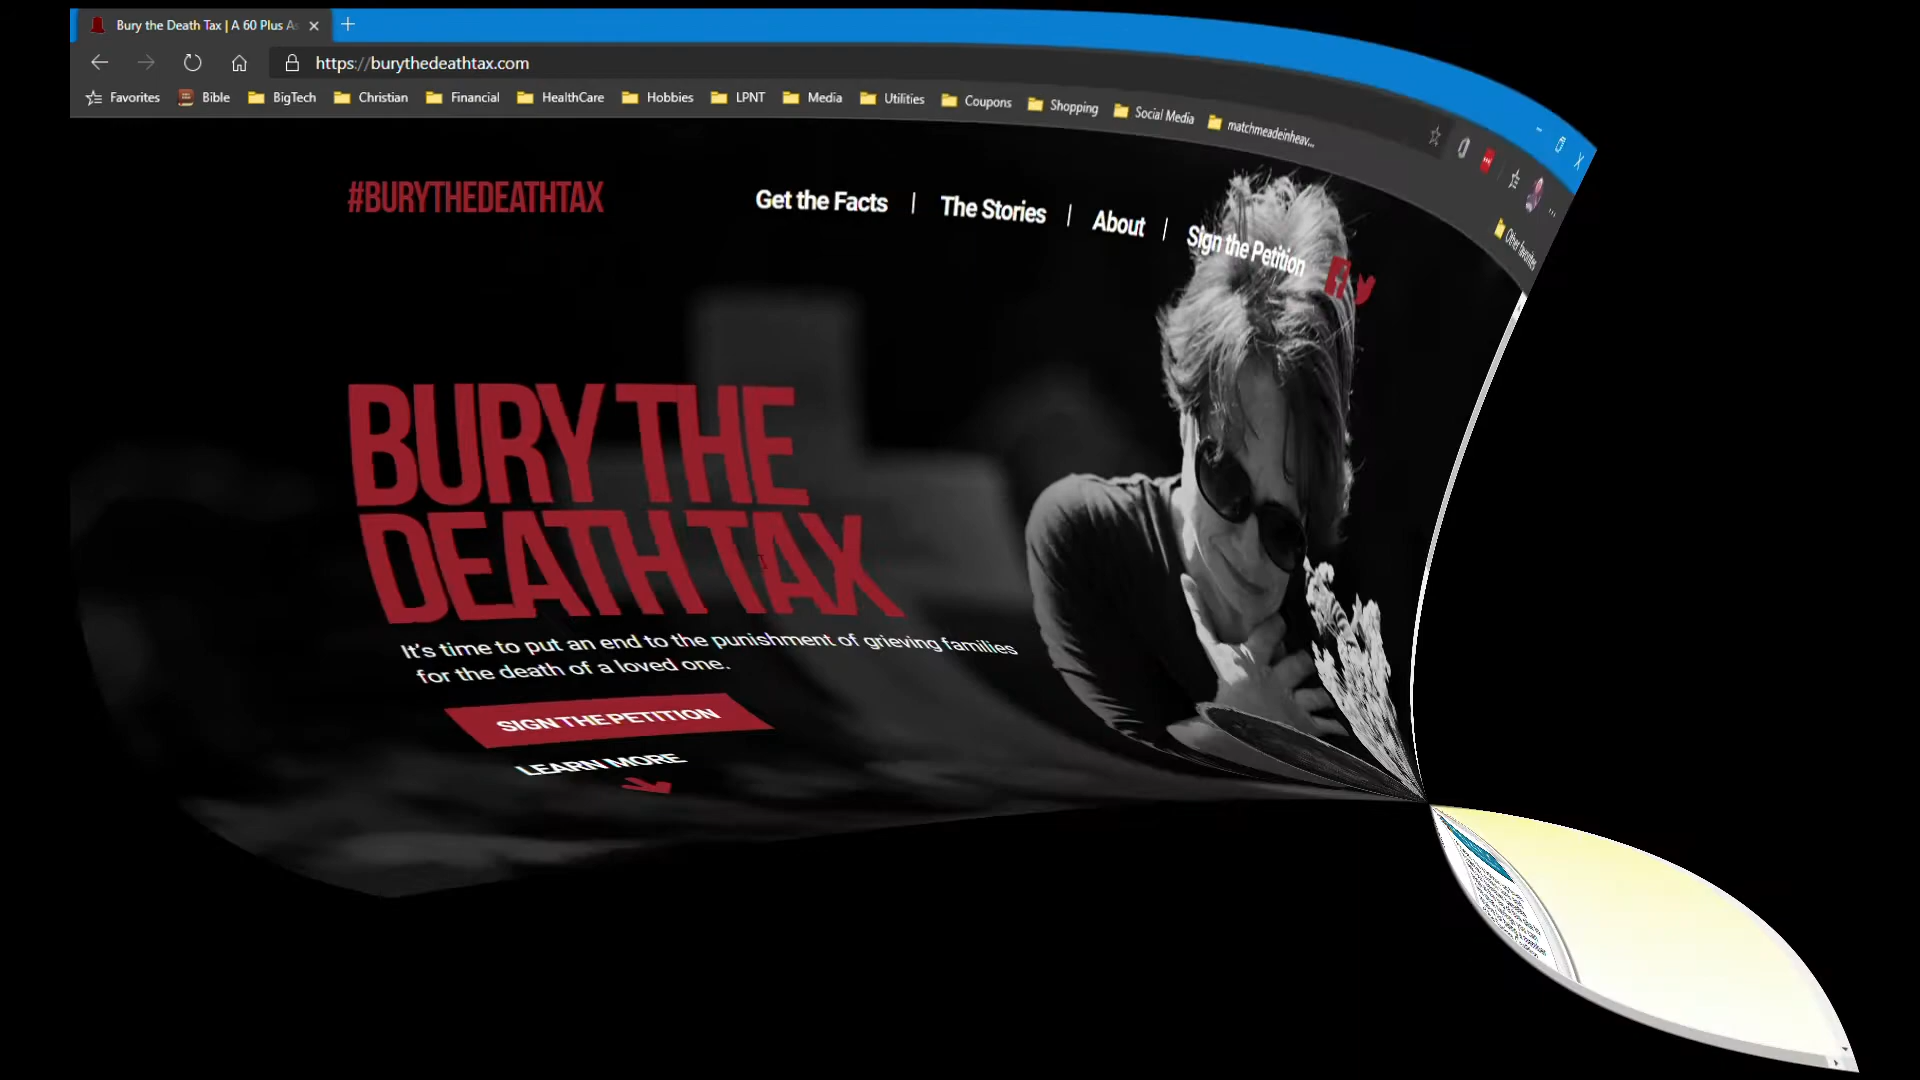 Bury the Death Tax | A 60 Plus As
https://burythedeathtax.com
Favorites Bible BigTech Christian Financial HealthCare Hobbies LPNT Media Utilities Coupons Shopping Social Media matchmeadeinheav...
Other favorites
#BURYTHEDEATHTAX
Get the Facts | The Stories | About | Sign the Petition
BURY THE
DEATH TAX
It's time to put an end to the punishment of grieving families
for the death of a loved one.
SIGN THE PETITION
LEARN MORE